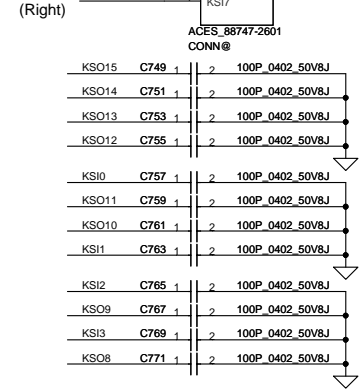 (Right)
KSI7
ACES_88747-2601
CONN@
KSO15 C749 1 2 100P_0402_50V8J
KSO14 C751 1 2 100P_0402_50V8J
KSO13 C753 1 2 100P_0402_50V8J
KSO12 C755 1 2 100P_0402_50V8J
KSI0 C757 1 2 100P_0402_50V8J
KSO11 C759 1 2 100P_0402_50V8J
KSO10 C761 1 2 100P_0402_50V8J
KSI1 C763 1 2 100P_0402_50V8J
KSI2 C765 1 2 100P_0402_50V8J
KSO9 C767 1 2 100P_0402_50V8J
KSI3 C769 1 2 100P_0402_50V8J
KSO8 C771 1 2 100P_0402_50V8J